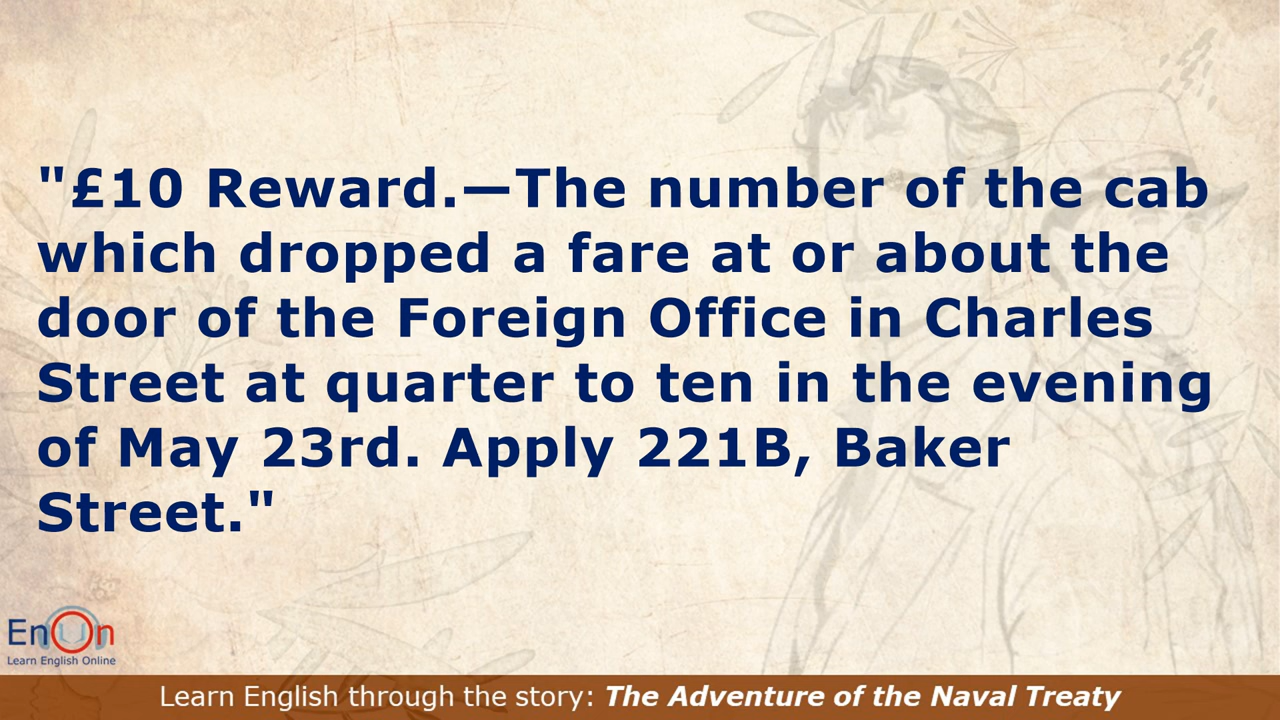 "£10 Reward.—The number of the cab
which dropped a fare at or about the
door of the Foreign Office in Charles
Street at quarter to ten in the evening
of May 23rd. Apply 221B, Baker
Street."
EnOn
Learn English Online
Learn English through the story: The Adventure of the Naval Treaty